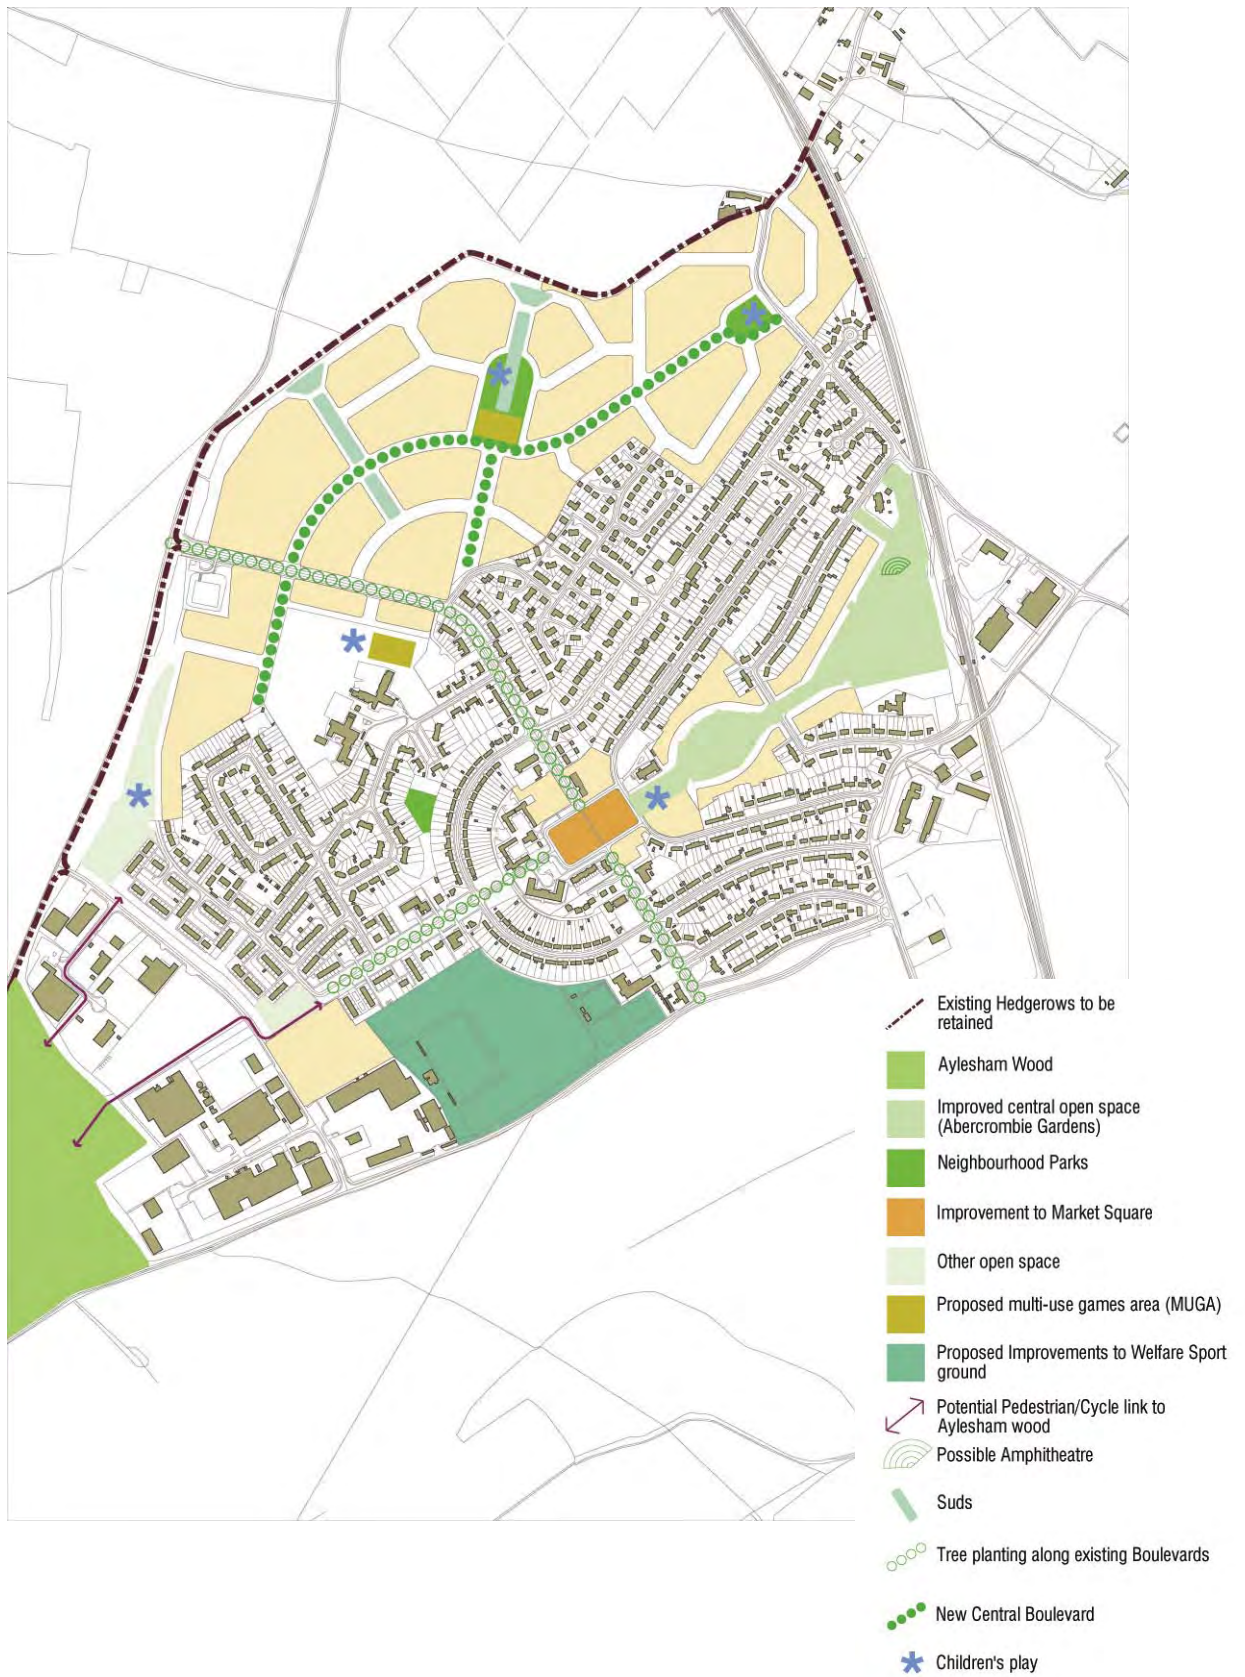 Existing Hedgerows to be
retained
Aylesham Wood
Improved central open space
(Abercrombie Gardens)
Neighbourhood Parks
Improvement to Market Square
Other open space
Proposed multi-use games area (MUGA)
Proposed Improvements to Welfare Sport
ground
Potential Pedestrian/Cycle link to
Aylesham wood
Possible Amphitheatre
Suds
Tree planting along existing Boulevards
New Central Boulevard
Children's play